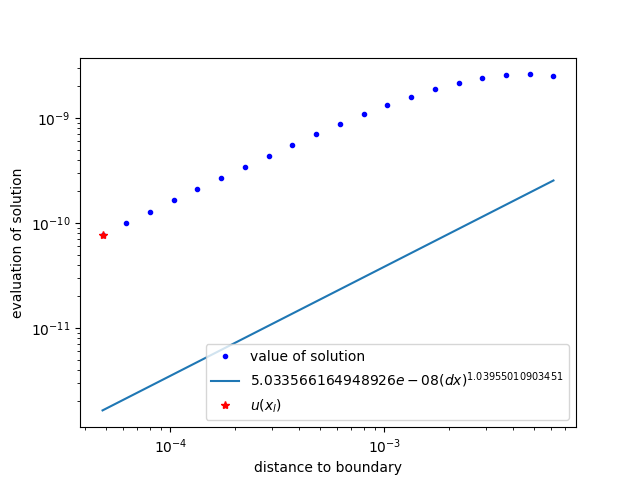 10⁻⁹
10⁻¹⁰
10⁻¹¹
evaluation of solution
value of solution
5.033566164948926e − 08(dx)^1.03955010903451
u(x_l)
10⁻⁴
10⁻³
distance to boundary